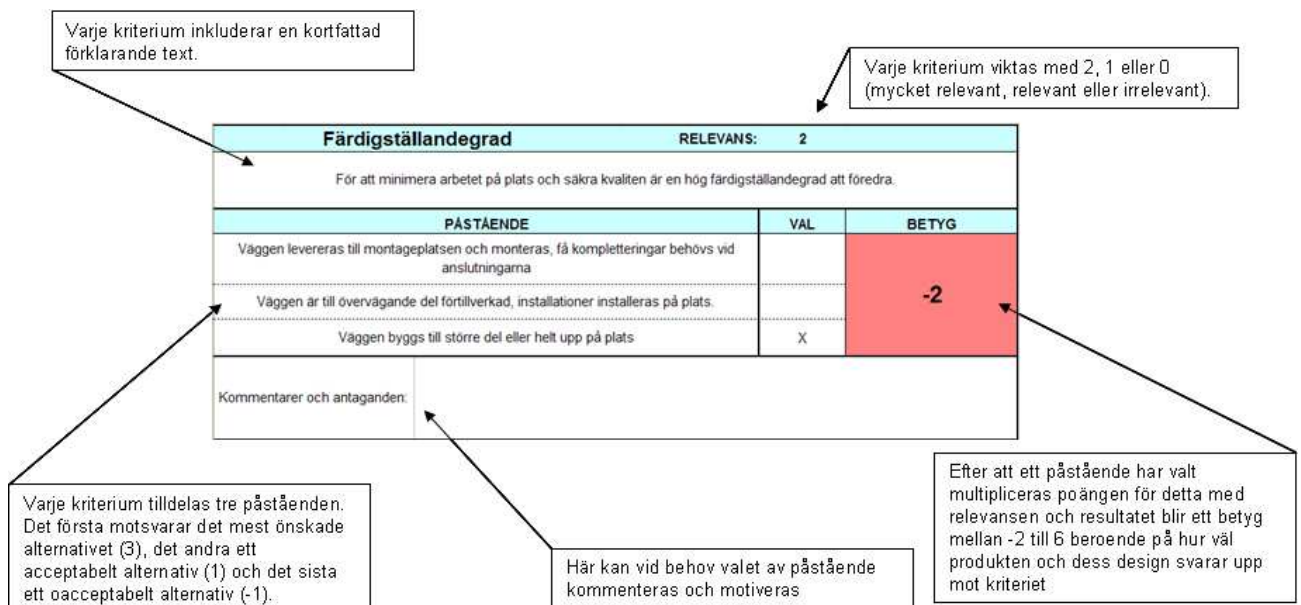 Varje kriterium inkluderar en kortfattad
förklarande text.
Varje kriterium viktas med 2, 1 eller 0
(mycket relevant, relevant eller irrelevant).
Färdigställandegrad RELEVANS: 2
För att minimera arbetet på plats och säkra kvaliten är en hög färdigställandegrad att föredra.
PÅSTÅENDE VAL BETYG
Väggen levereras till montageplatsen och monteras, få kompletteringar behövs vid
anslutningarna
Väggen är till övervägande del förtillverkad, installationer installeras på plats.
-2
Väggen byggs till större del eller helt upp på plats X
Kommentarer och antaganden:
Varje kriterium tilldelas tre påståenden.
Det första motsvarar det mest önskade
alternativet (3), det andra ett
acceptabelt alternativ (1) och det sista
ett oacceptabelt alternativ (-1).
Här kan vid behov valet av påstående
kommenteras och motiveras
Efter att ett påstående har valt
multipliceras poängen för detta med
relevansen och resultatet blir ett betyg
mellan -2 till 6 beroende på hur väl
produkten och dess design svarar upp
mot kriteriet